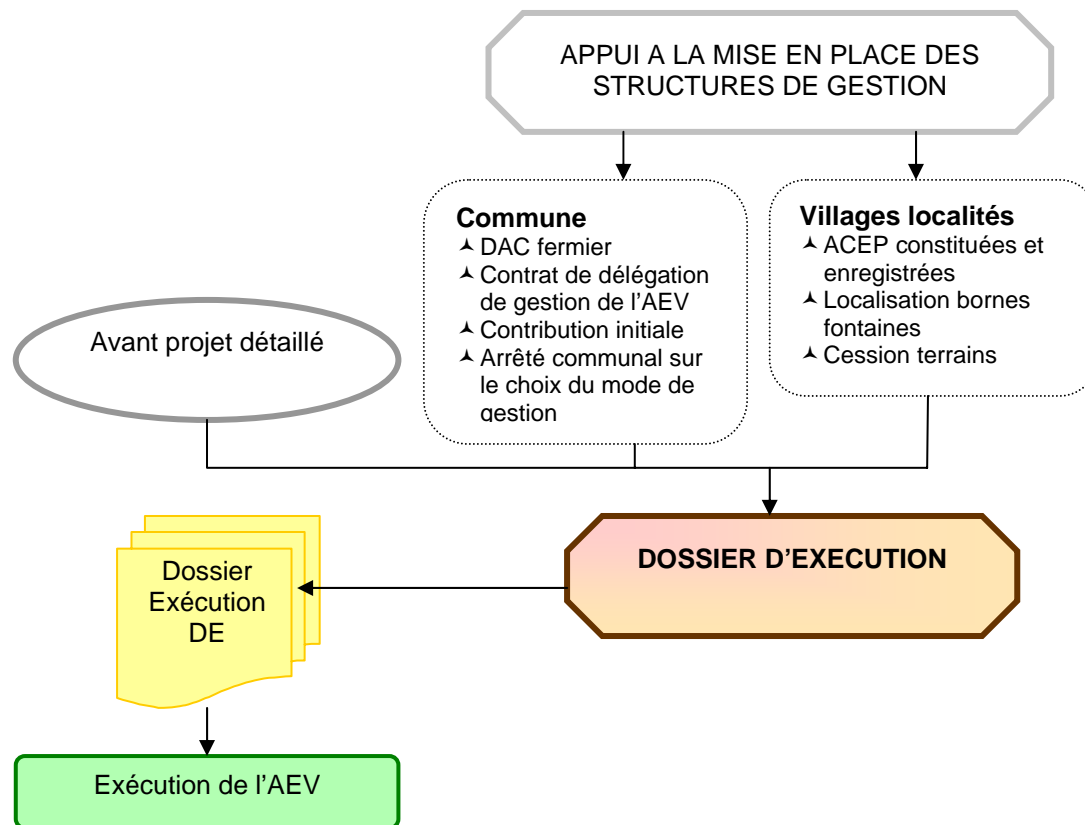 APPUI A LA MISE EN PLACE DES
STRUCTURES DE GESTION
Commune
DAC fermier
Contrat de délégation
de gestion de l’AEV
Contribution initiale
Arrêté communal sur
le choix du mode de
gestion
Villages localités
ACEP constituées et
enregistrées
Localisation bornes
fontaines
Cession terrains
Avant projet détaillé
DOSSIER D’EXECUTION
Dossier
Exécution
DE
Exécution de l’AEV